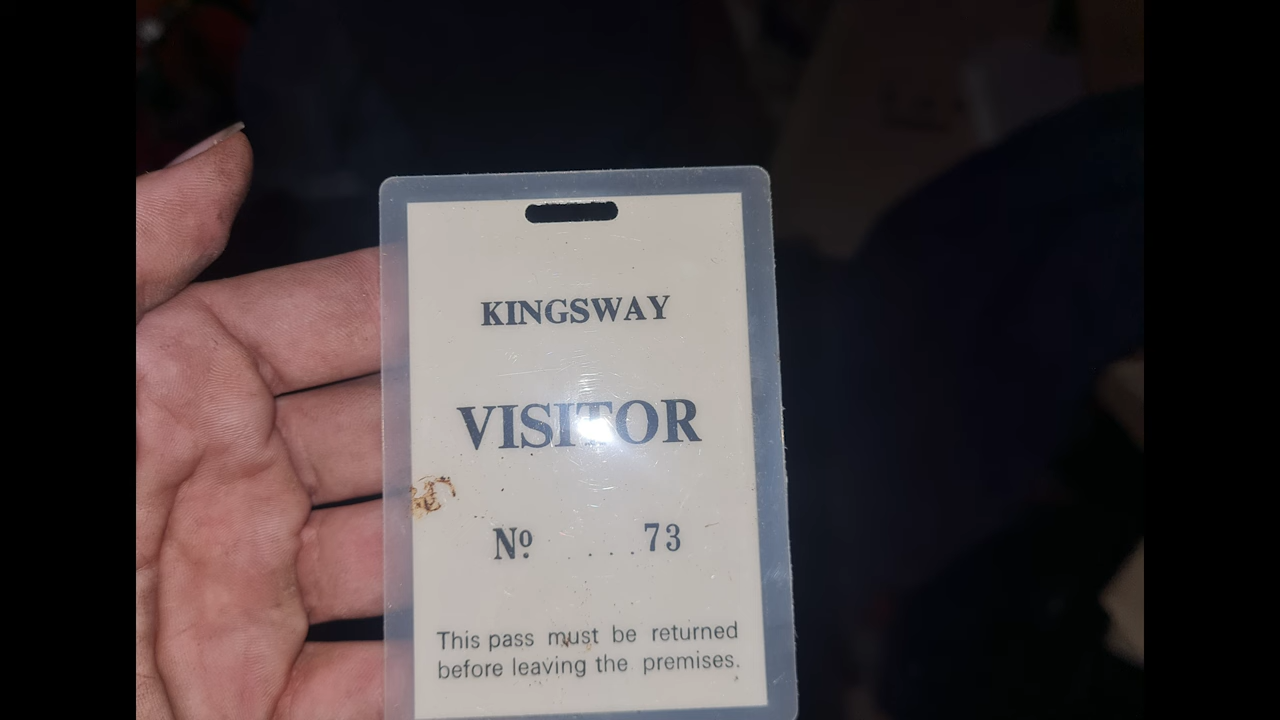 KINGSWAY
VISITOR
Nº ....73
This pass must be returned
before leaving the premises.